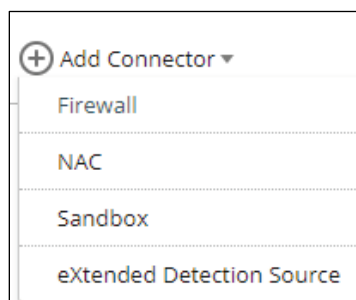 Add Connector
Firewall
NAC
Sandbox
eXtended Detection Source